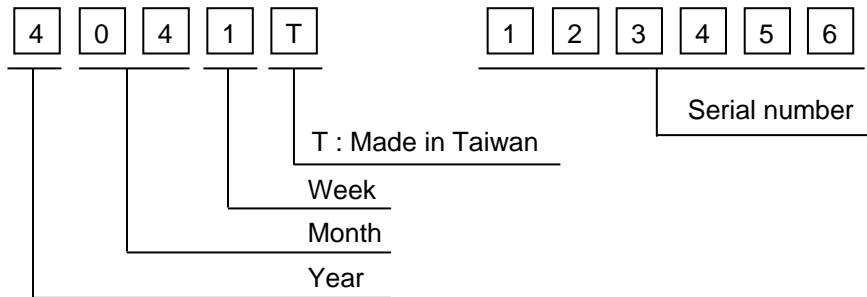 4 0 4 1 T 1 2 3 4 5 6
Serial number
T : Made in Taiwan
Week
Month
Year